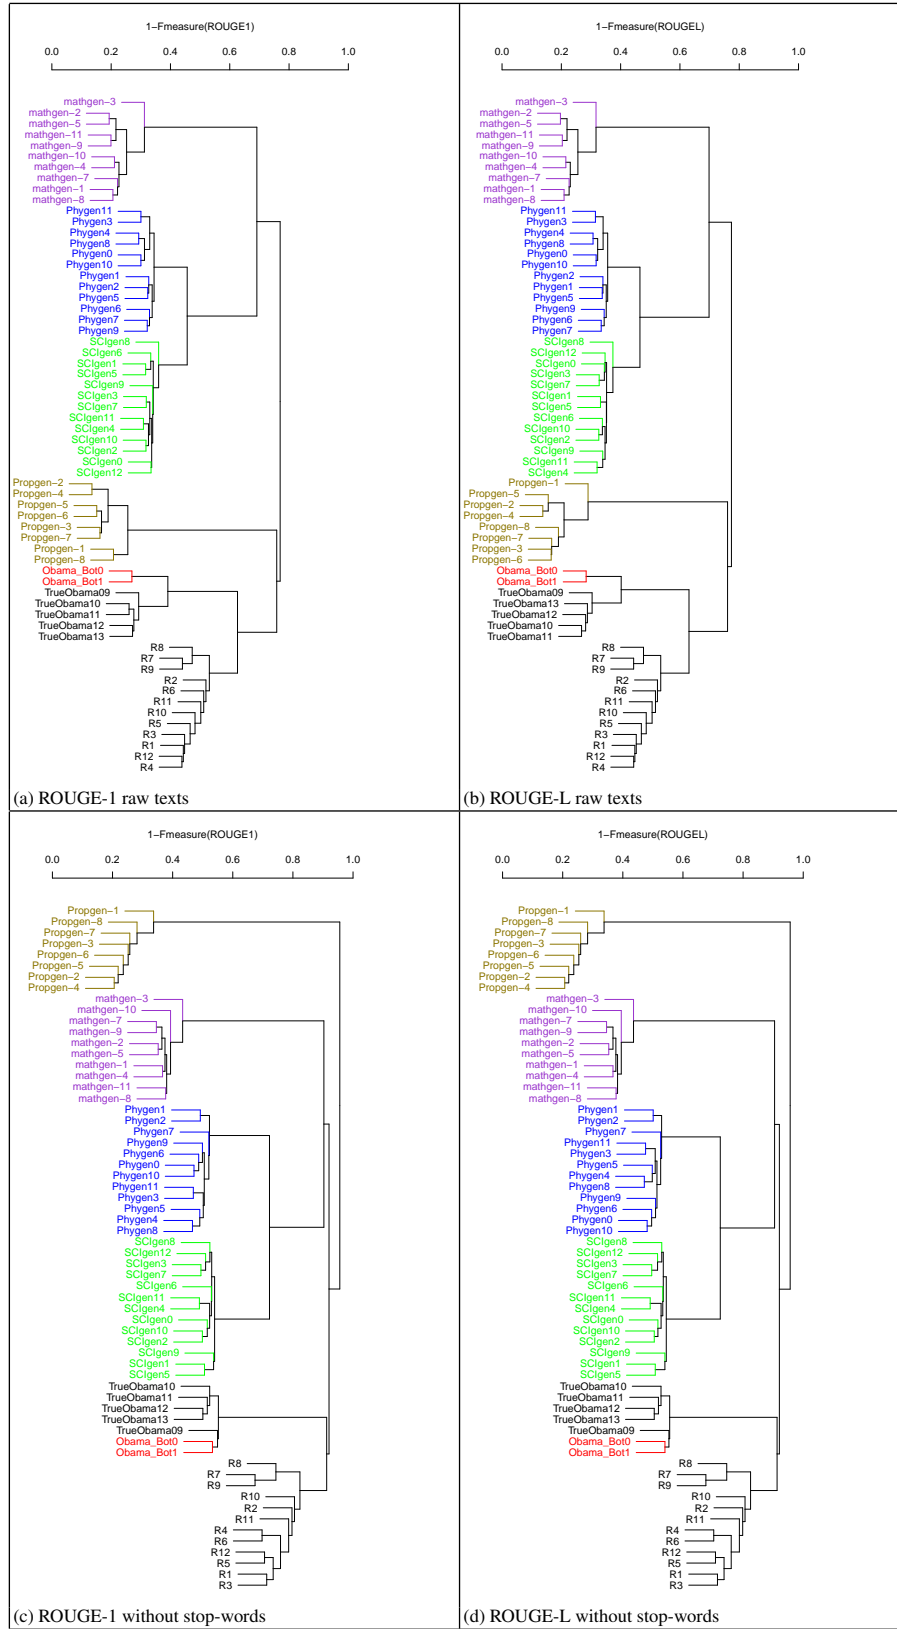 1−Fmeasure(ROUGE1)
0.0 0.2 0.4 0.6 0.8 1.0
mathgen−3
mathgen−2
mathgen−5
mathgen−11
mathgen−9
mathgen−10
mathgen−4
mathgen−7
mathgen−1
mathgen−8
Phygen11
Phygen3
Phygen4
Phygen8
Phygen0
Phygen10
Phygen1
Phygen2
Phygen5
Phygen6
Phygen7
Phygen9
SCIgen8
SCIgen6
SCIgen1
SCIgen5
SCIgen9
SCIgen3
SCIgen7
SCIgen11
SCIgen4
SCIgen10
SCIgen2
SCIgen0
SCIgen12
Propgen−2
Propgen−4
Propgen−5
Propgen−6
Propgen−3
Propgen−7
Propgen−1
Propgen−8
Obama_Bot0
Obama_Bot1
TrueObama09
TrueObama10
TrueObama11
TrueObama12
TrueObama13
R8
R7
R9
R2
R6
R11
R10
R5
R3
R1
R12
R4
(a) ROUGE-1 raw texts
1−Fmeasure(ROUGEL)
0.0 0.2 0.4 0.6 0.8 1.0
mathgen−3
mathgen−2
mathgen−5
mathgen−11
mathgen−9
mathgen−10
mathgen−4
mathgen−7
mathgen−1
mathgen−8
Phygen11
Phygen3
Phygen4
Phygen8
Phygen0
Phygen10
Phygen2
Phygen1
Phygen5
Phygen9
Phygen6
Phygen7
SCIgen8
SCIgen12
SCIgen0
SCIgen3
SCIgen7
SCIgen1
SCIgen5
SCIgen6
SCIgen10
SCIgen2
SCIgen9
SCIgen11
SCIgen4
Propgen−1
Propgen−5
Propgen−2
Propgen−4
Propgen−8
Propgen−7
Propgen−3
Propgen−6
Obama_Bot0
Obama_Bot1
TrueObama09
TrueObama13
TrueObama12
TrueObama10
TrueObama11
R8
R7
R9
R2
R6
R11
R10
R5
R3
R1
R12
R4
(b) ROUGE-L raw texts
1−Fmeasure(ROUGE1)
0.0 0.2 0.4 0.6 0.8 1.0
Propgen−1
Propgen−8
Propgen−7
Propgen−3
Propgen−6
Propgen−5
Propgen−2
Propgen−4
mathgen−3
mathgen−10
mathgen−7
mathgen−9
mathgen−2
mathgen−5
mathgen−1
mathgen−4
mathgen−11
mathgen−8
Phygen1
Phygen2
Phygen7
Phygen9
Phygen6
Phygen0
Phygen10
Phygen11
Phygen3
Phygen5
Phygen4
Phygen8
SCIgen8
SCIgen12
SCIgen3
SCIgen7
SCIgen6
SCIgen11
SCIgen4
SCIgen0
SCIgen10
SCIgen2
SCIgen9
SCIgen1
SCIgen5
TrueObama10
TrueObama11
TrueObama12
TrueObama13
TrueObama09
Obama_Bot0
Obama_Bot1
R8
R7
R9
R10
R2
R11
R4
R6
R12
R5
R1
R3
(c) ROUGE-1 without stop-words
1−Fmeasure(ROUGEL)
0.0 0.2 0.4 0.6 0.8 1.0
Propgen−1
Propgen−8
Propgen−7
Propgen−3
Propgen−6
Propgen−5
Propgen−2
Propgen−4
mathgen−3
mathgen−10
mathgen−7
mathgen−9
mathgen−2
mathgen−5
mathgen−1
mathgen−4
mathgen−11
mathgen−8
Phygen1
Phygen2
Phygen7
Phygen11
Phygen3
Phygen5
Phygen4
Phygen8
Phygen9
Phygen6
Phygen0
Phygen10
SCIgen8
SCIgen12
SCIgen3
SCIgen7
SCIgen6
SCIgen11
SCIgen4
SCIgen0
SCIgen10
SCIgen2
SCIgen9
SCIgen1
SCIgen5
TrueObama10
TrueObama11
TrueObama12
TrueObama13
TrueObama09
Obama_Bot0
Obama_Bot1
R8
R7
R9
R10
R2
R11
R4
R6
R12
R5
R1
R3
(d) ROUGE-L without stop-words